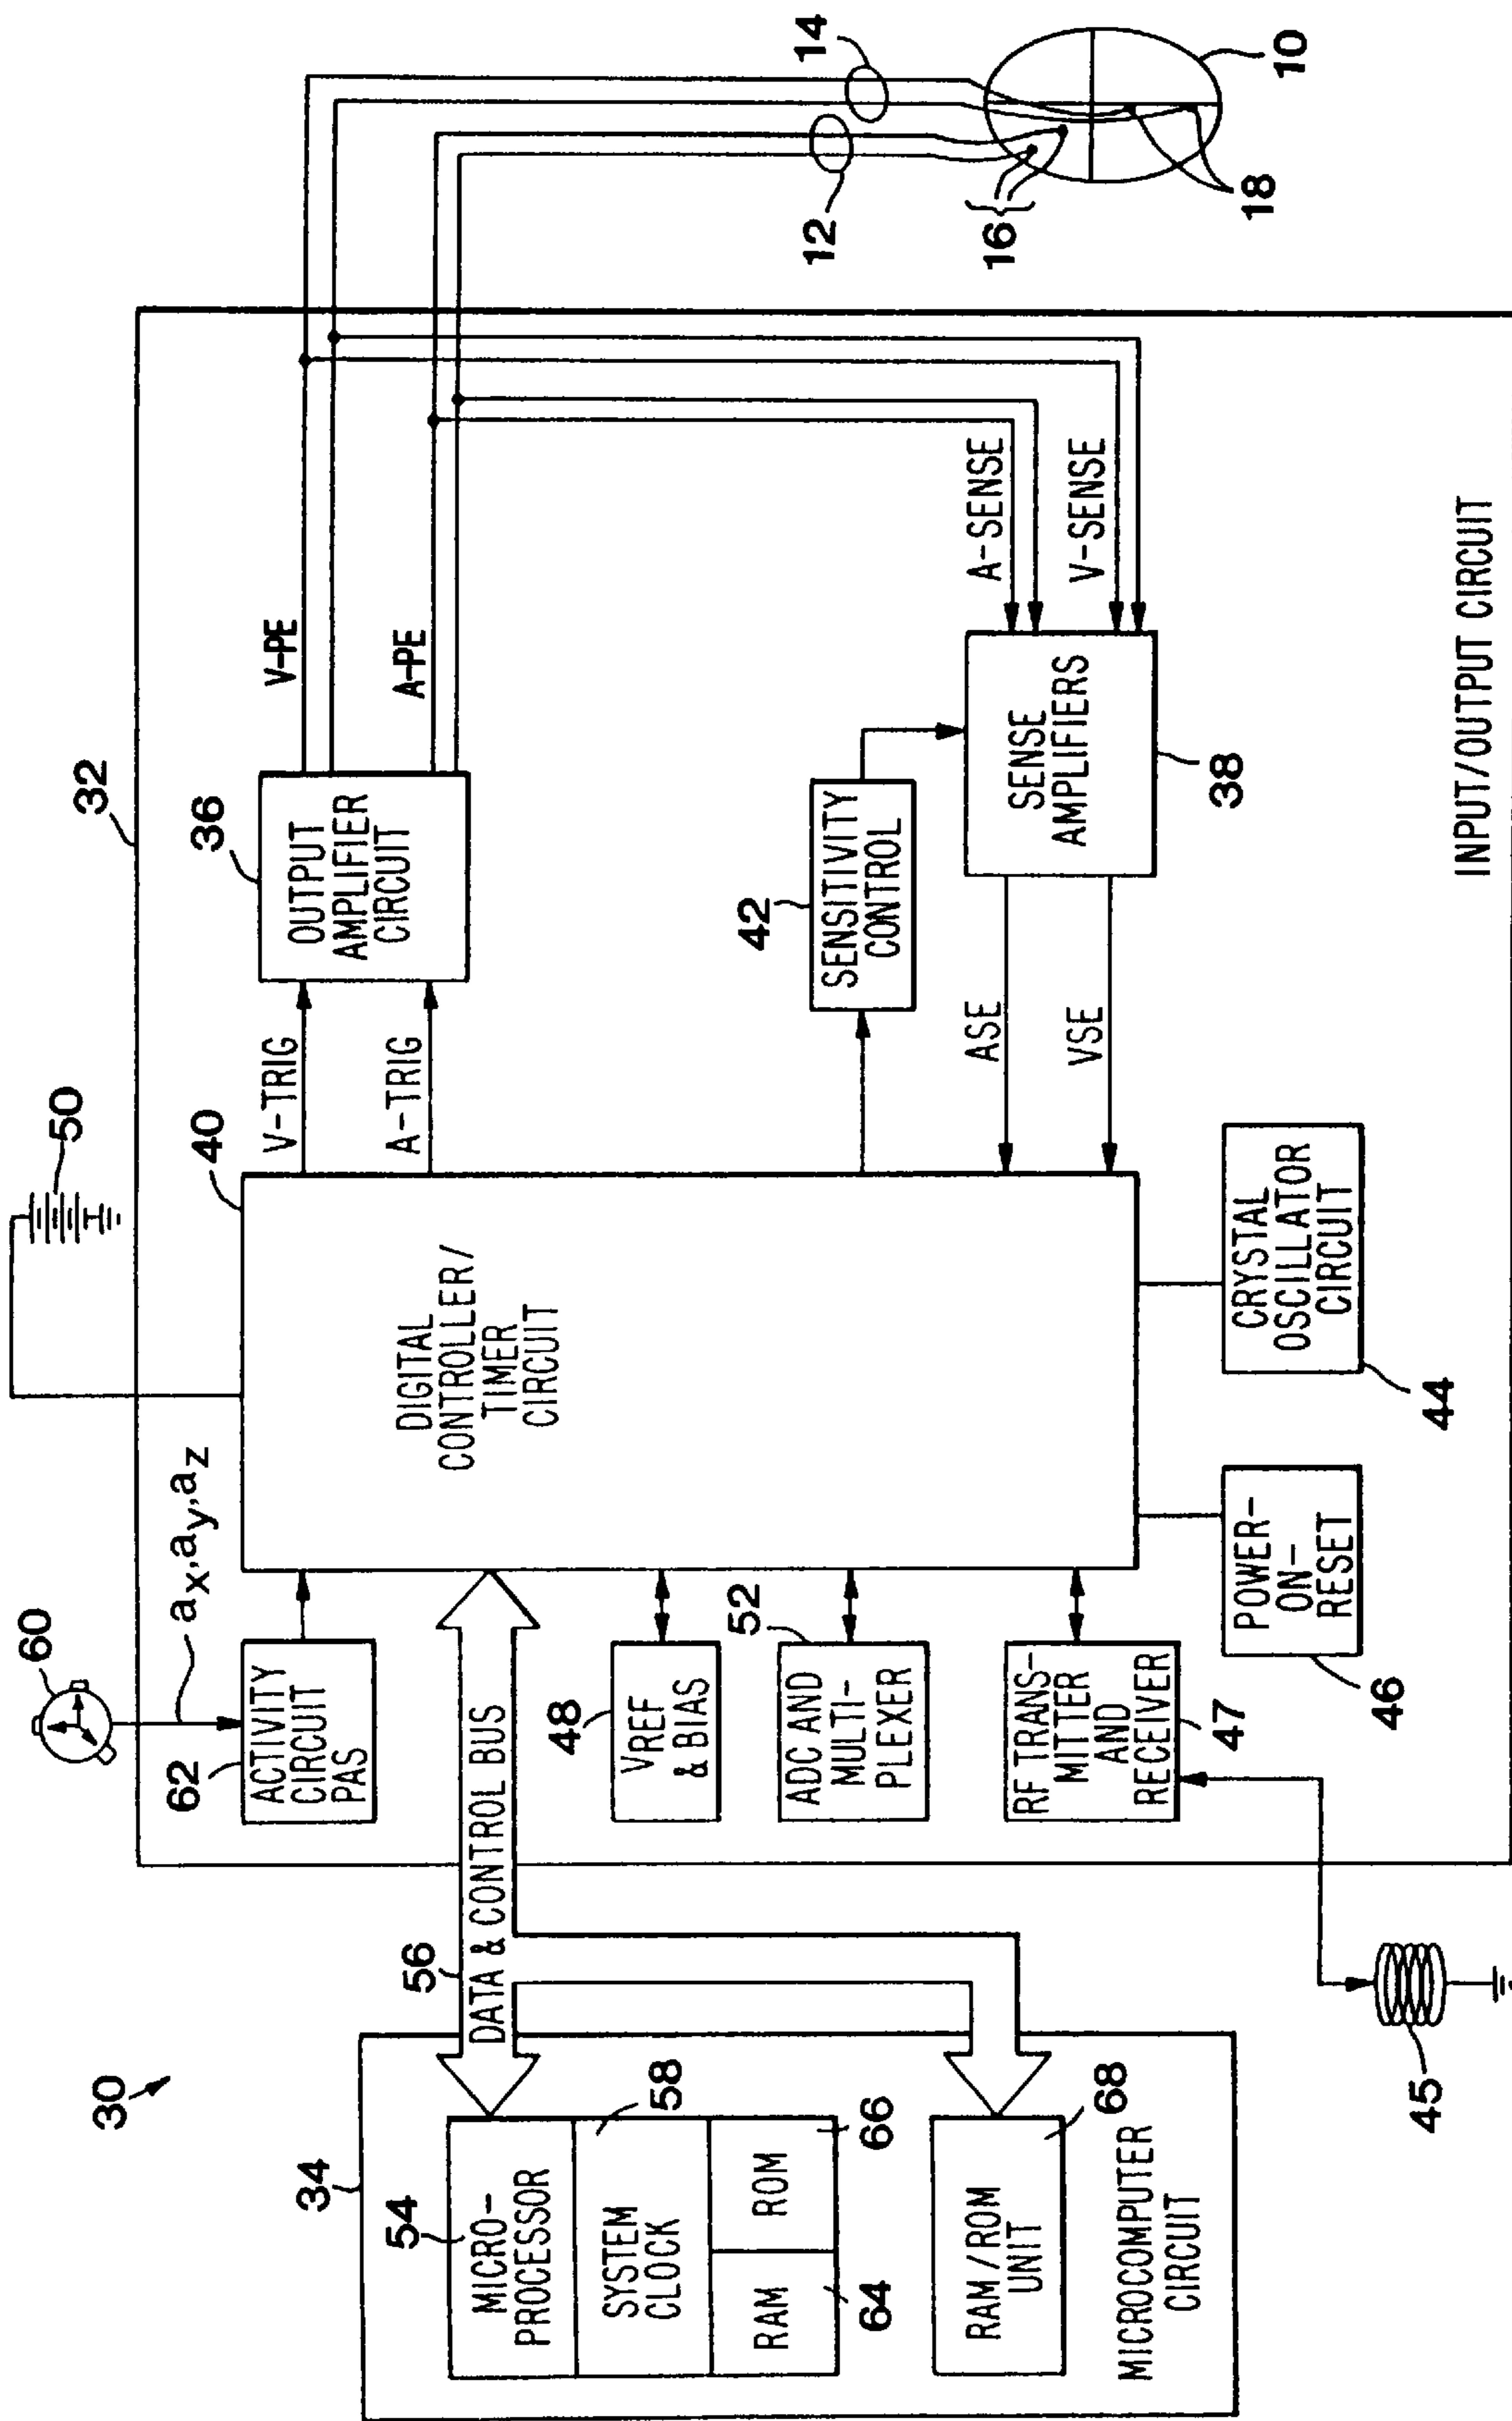 30
34
54
MICRO-
PROCESSOR
58
SYSTEM
CLOCK
RAM
ROM
64
66
RAM/ROM
UNIT
68
MICROCOMPUTER
CIRCUIT
56
DATA & CONTROL BUS
45
60
ax,ay,az
62
ACTIVITY
CIRCUIT
PAS
48
VREF
& BIAS
52
ADC AND
MULTI-
PLEXER
RF TRANS-
MITTER
AND
RECEIVER
47
POWER-
ON-
RESET
46
50
40
DIGITAL
CONTROLLER/
TIMER
CIRCUIT
CRYSTAL
OSCILLATOR
CIRCUIT
44
V-TRIG
A-TRIG
ASE
VSE
32
36
OUTPUT
AMPLIFIER
CIRCUIT
42
SENSITIVITY
CONTROL
SENSE
AMPLIFIERS
38
V-PE
A-PE
A-SENSE
V-SENSE
INPUT/OUTPUT CIRCUIT
14
12
16
18
10